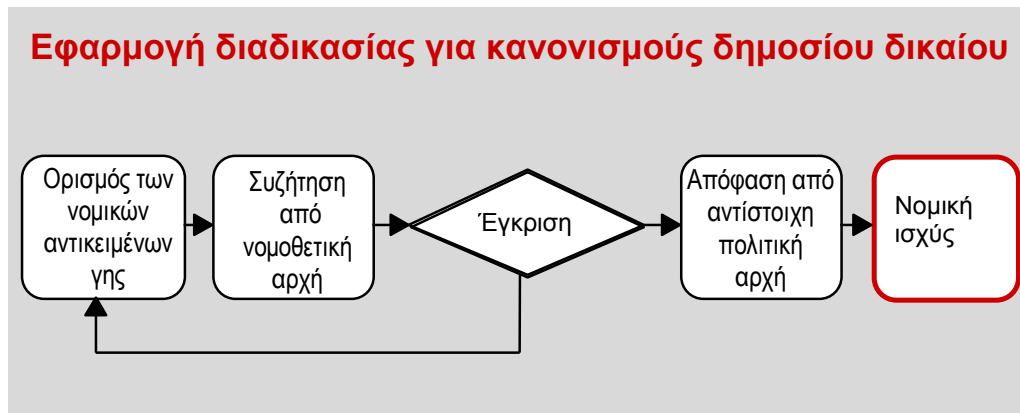 Εφαρμογή διαδικασίας για κανονισμούς δημοσίου δικαίου
Ορισμός των
νομικών
αντικειμένων
γης
Συζήτηση
από
νομοθετική
αρχή
Έγκριση
Απόφαση από
αντίστοιχη
πολιτική
αρχή
Νομική
ισχύς